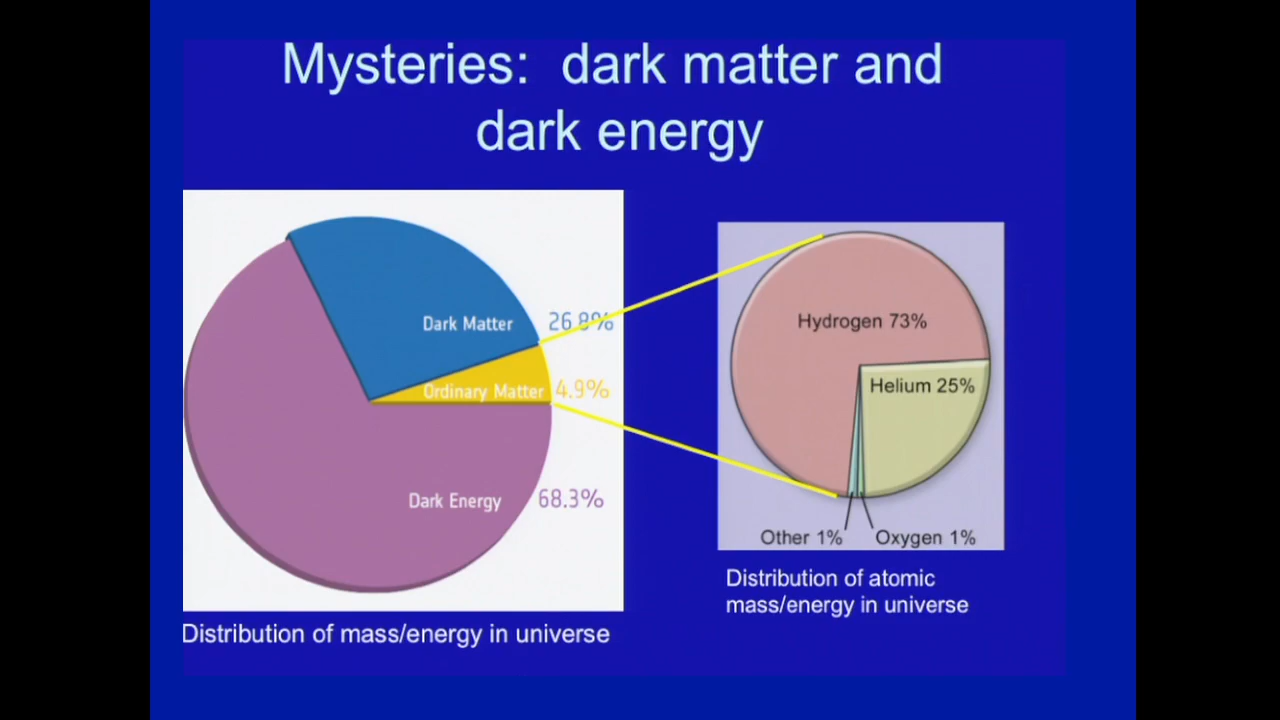 Mysteries:  dark matter and
dark energy
Dark Matter
26.8%
Ordinary Matter
4.9%
Dark Energy
68.3%
Distribution of mass/energy in universe
Hydrogen 73%
Helium 25%
Other 1%
Oxygen 1%
Distribution of atomic
mass/energy in universe